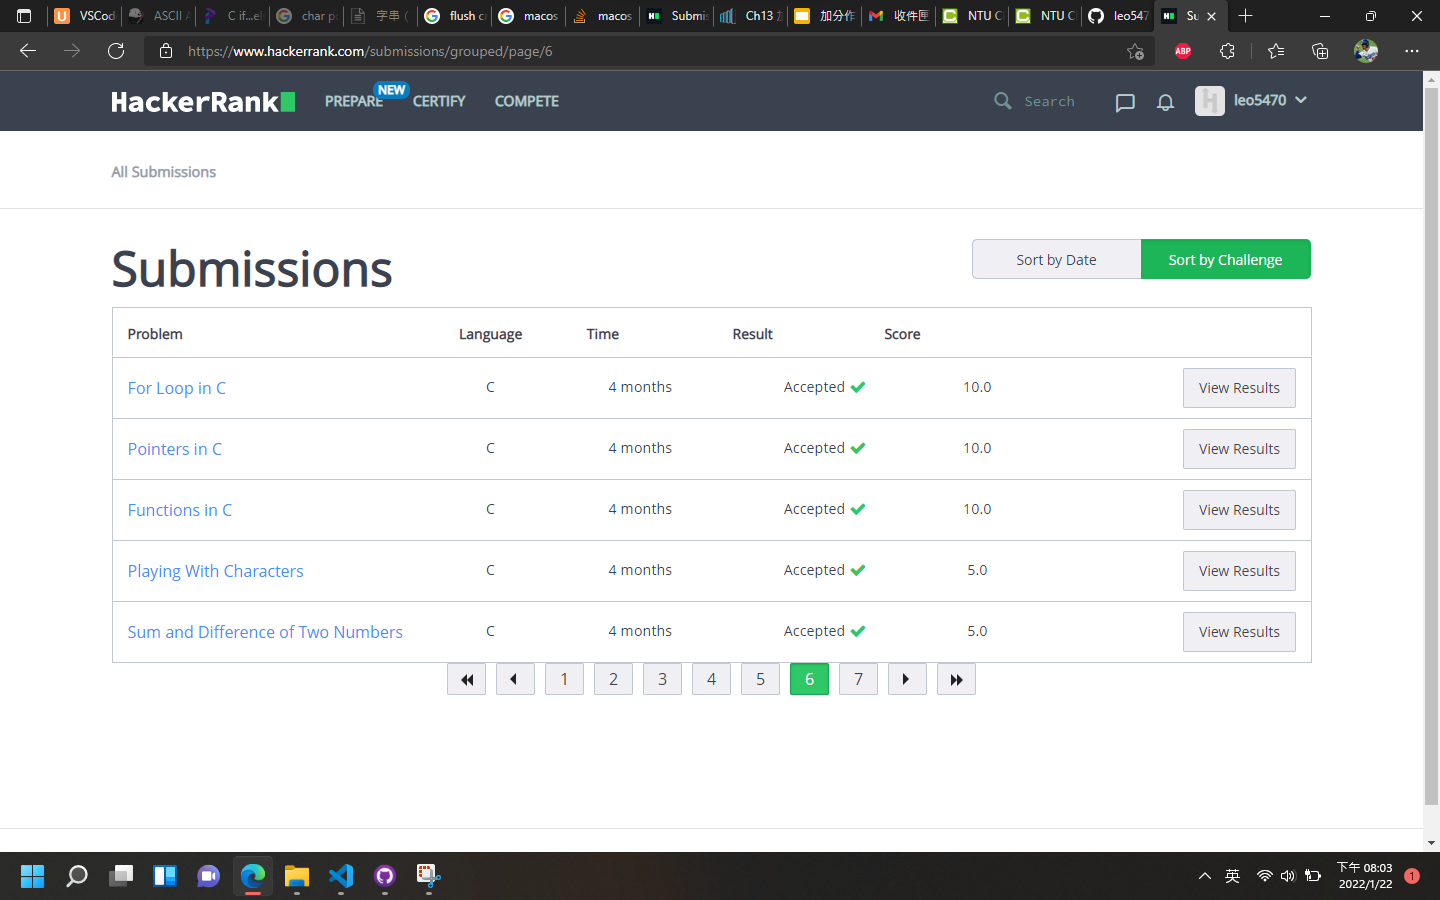 VSCod
ASCII
C if...el
char p
字串 (
flush c
macos
macos
Submis
Ch13
加分作
收件匣
NTU C
NTU C
leo547
Su
https://www.hackerrank.com/submissions/grouped/page/6
ABP
HackerRank
PREPARE
NEW
CERTIFY
COMPETE
Search
leo5470
All Submissions
Submissions
Sort by Date
Sort by Challenge
Problem Language Time Result Score
For Loop in C C 4 months Accepted 10.0 View Results
Pointers in C C 4 months Accepted 10.0 View Results
Functions in C C 4 months Accepted 10.0 View Results
Playing With Characters C 4 months Accepted 5.0 View Results
Sum and Difference of Two Numbers C 4 months Accepted 5.0 View Results
1 2 3 4 5 6 7
英
下午 08:03
2022/1/22
1